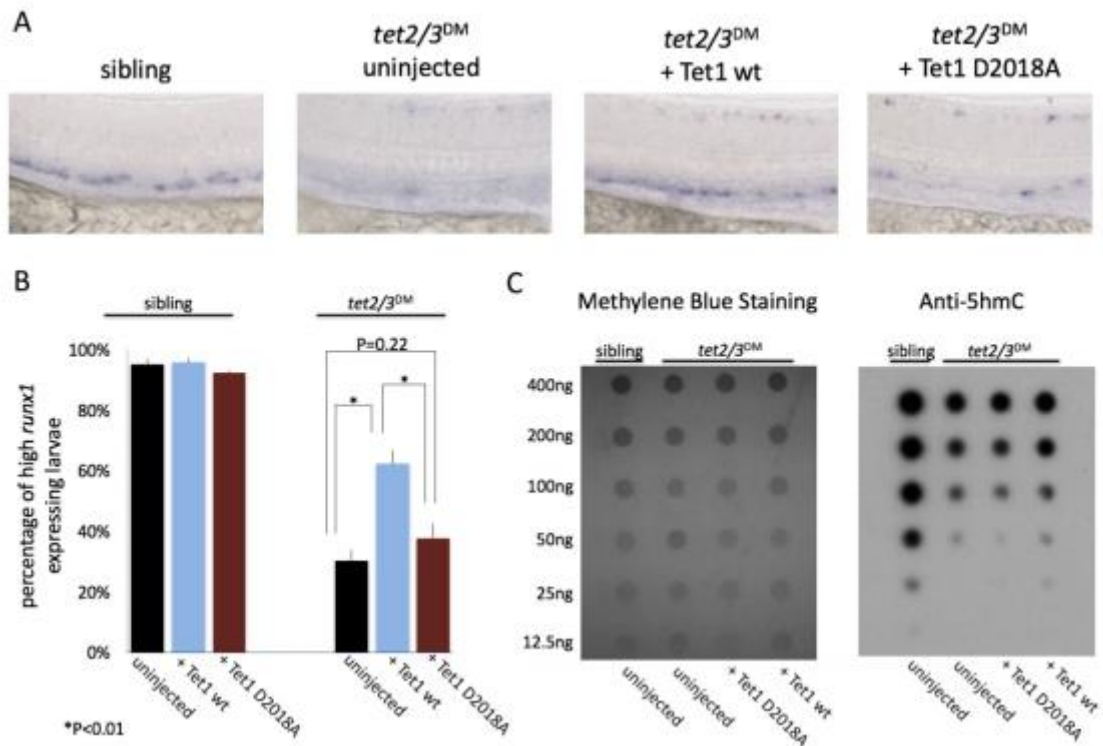 A
sibling
tet2/3ᴰᴹ
uninjected
tet2/3ᴰᴹ
+ Tet1 wt
tet2/3ᴰᴹ
+ Tet1 D2018A
B
sibling
tet2/3ᴰᴹ
percentage of high runx1
expressing larvae
100%
80%
60%
40%
20%
0%
P=0.22
*
*
uninjected
+ Tet1 wt
+ Tet1 D2018A
uninjected
+ Tet1 wt
+ Tet1 D2018A
*P<0.01
C
Methylene Blue Staining
Anti-5hmC
sibling
tet2/3ᴰᴹ
sibling
tet2/3ᴰᴹ
400ng
200ng
100ng
50ng
25ng
12.5ng
uninjected
uninjected
+ Tet1 D2018A
+ Tet1 wt
uninjected
uninjected
+ Tet1 D2018A
+ Tet1 wt